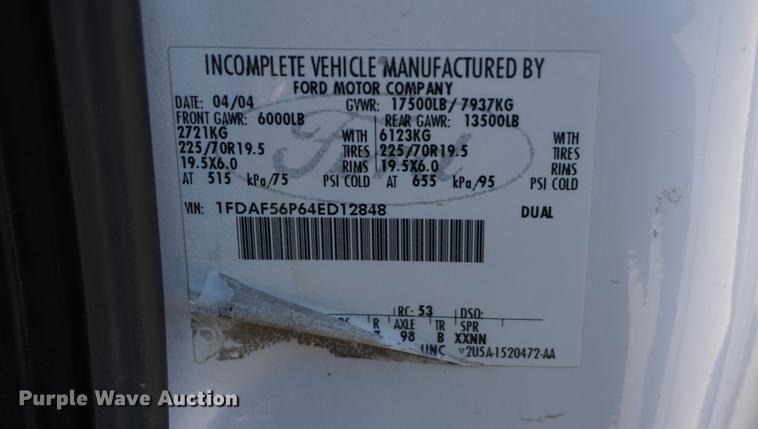 INCOMPLETE VEHICLE MANUFACTURED BY
FORD MOTOR COMPANY
DATE: 04/04 GVWR: 17500LB/ 7937KG
FRONT GAWR: 6000LB REAR GAWR: 13500LB
2721KG WITH 6123KG WITH
225/70R19.5 TIRES 225/70R19.5 TIRES
19.5X6.0 RIMS 19.5X6.0 RIMS
AT 515 kPa/75 PSI COLD AT 655 kPa/95 PSI COLD
VIN: 1FDAF56P64ED12848 DUAL
Ford
RC: 53 DSO:
R AXLE TR SPR
98 B XXNN
UNC ▽2U5A-1520472-AA
Purple Wave Auction